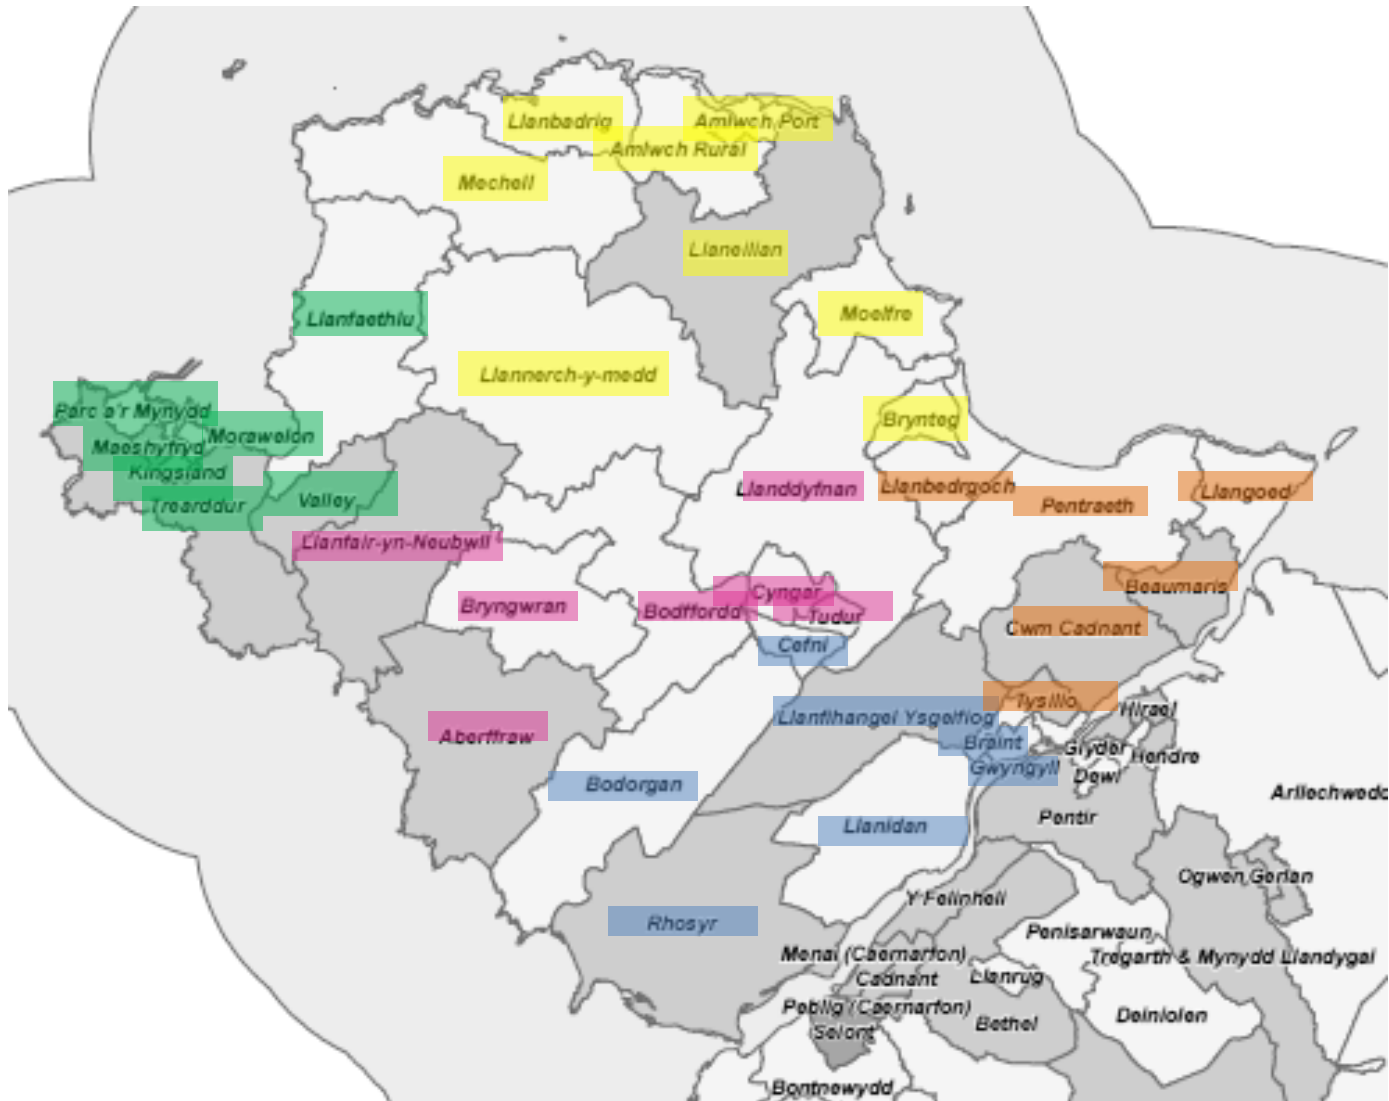 Llanbadrig
Amlwch Port
Amlwch Rural
Mechell
Llaneilian
Llanfaethlu
Moelfre
Llannerch-y-medd
Parc a'r Mynydd
Brynteg
Morawelon
Maeshyfryd
Kingsland
Llanddyfnan
Llanbedrgoch
Llangoed
Valley
Trearddur
Pentraeth
Llanfair-yn-Neubwll
Beaumaris
Cyngar
Bryngwran
Bodffordd
Tudur
Cwm Cadnant
Cefni
Tysilio
Hirael
Llanfihangel Ysgeifiog
Aberffraw
Braint
Glyder
Hendre
Gwyngyll
Dewi
Bodorgan
Arllechwedd
Pentir
Llanidan
Ogwen
Gerlan
Y Felinheli
Rhosyr
Penisarwaun
Menai (Caernarfon)
Tregarth & Mynydd Llandygai
Cadnant
Llanrug
Peblig (Caernarfon)
Deiniolen
Bethel
Seiont
Bontnewydd